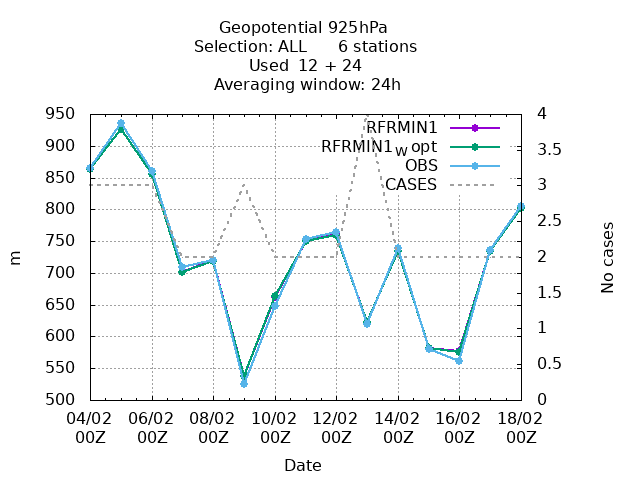 Geopotential 925hPa
Selection: ALL 6 stations
Used 12 + 24
Averaging window: 24h
950
900
850
800
750
700
650
600
550
500
4
3.5
3
2.5
2
1.5
1
0.5
0
RFRMIN1
RFRMIN1w opt
OBS
CASES
m
No cases
04/02 06/02 08/02 10/02 12/02 14/02 16/02 18/02
00Z 00Z 00Z 00Z 00Z 00Z 00Z 00Z
Date